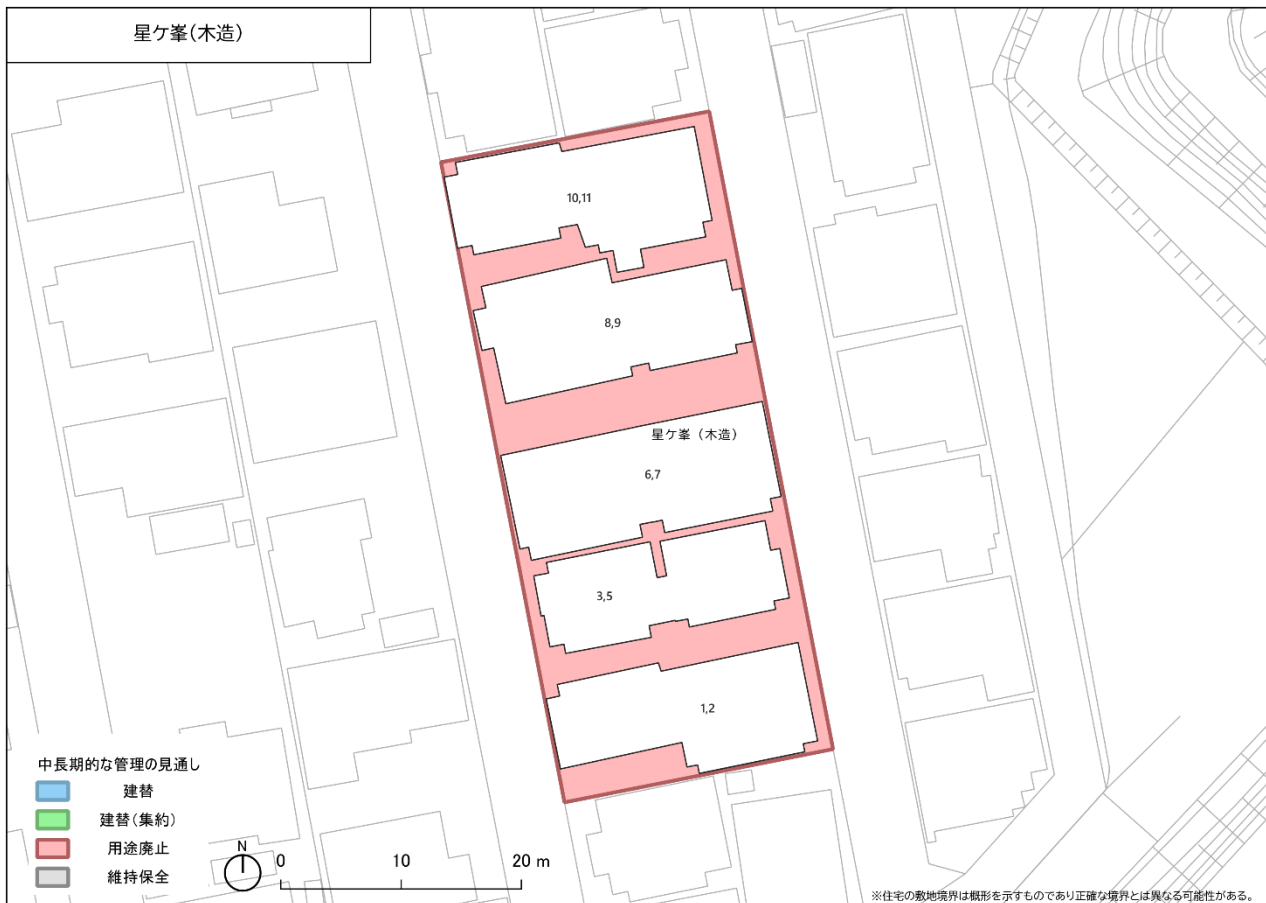 星ケ峯(木造)
10,11
8,9
星ケ峯（木造）
6,7
3,5
1,2
中長期的な管理の見通し
建替
建替(集約)
用途廃止
維持保全
N
0 10 20 m
※住宅の敷地境界は概形を示すものであり正確な境界とは異なる可能性がある。